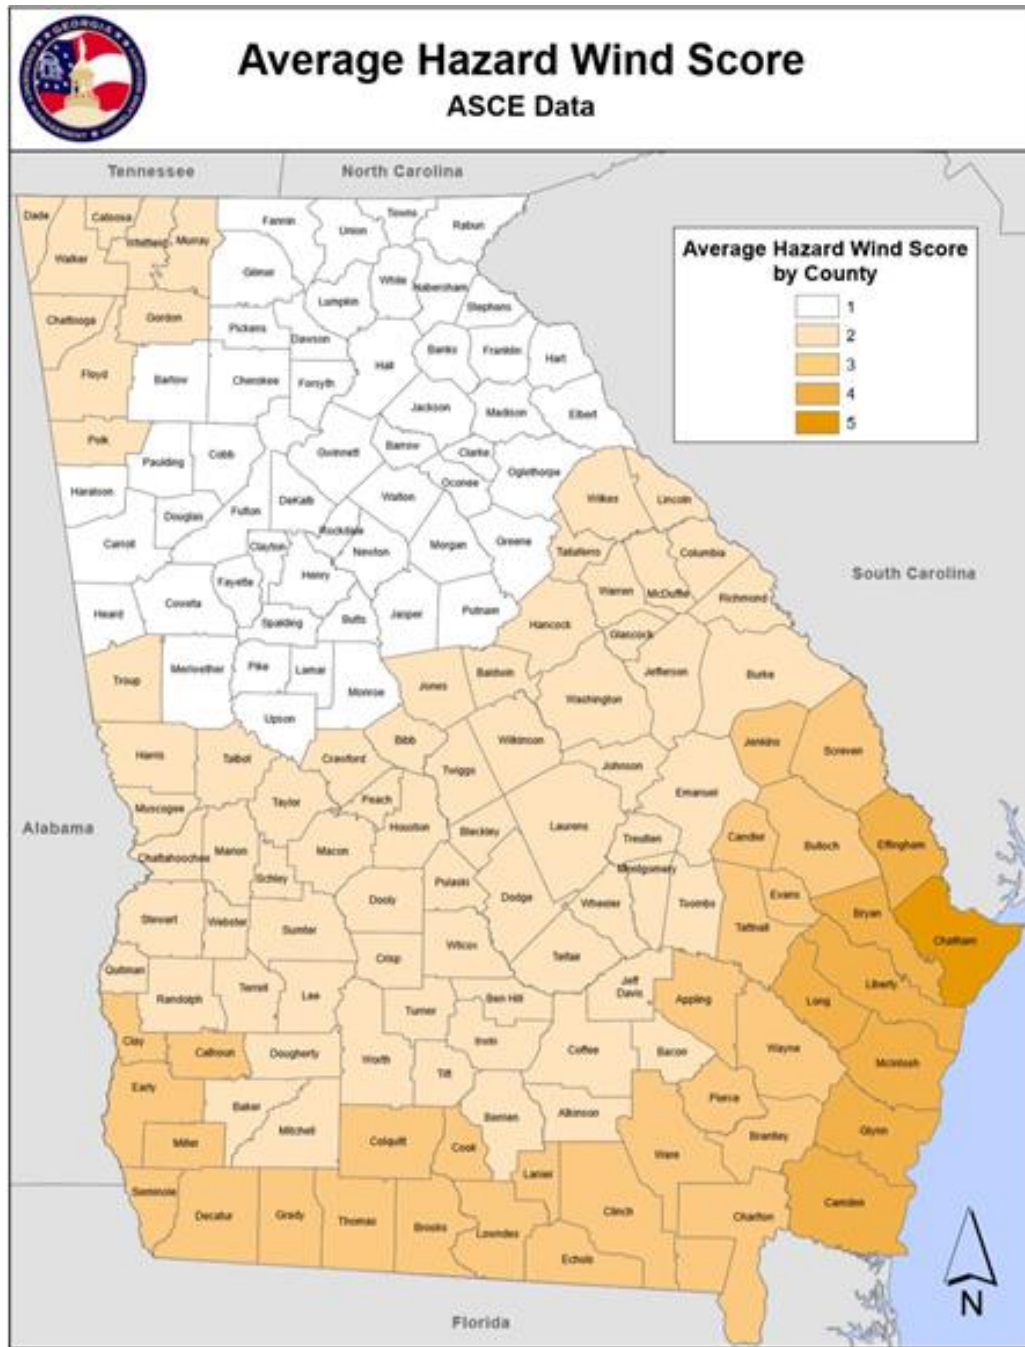 GEORGIA
Average Hazard Wind Score
ASCE Data
Tennessee
North Carolina
Average Hazard Wind Score
by County
1
2
3
4
5
Dade
Catoosa
Whitfield
Murray
Fannin
Union
Towns
Rabun
Walker
Gilmer
White
Habersham
Lumpkin
Stephens
Chattooga
Gordon
Pickens
Dawson
Hall
Banks
Franklin
Hart
Floyd
Bartow
Cherokee
Forsyth
Jackson
Madison
Elbert
Polk
Paulding
Cobb
Gwinnett
Barrow
Clarke
Oconee
Oglethorpe
Haralson
Douglas
Fulton
DeKalb
Walton
Wilkes
Lincoln
Carroll
Clayton
Rockdale
Newton
Morgan
Greene
Taliaferro
Columbia
South Carolina
Fayette
Henry
Warren
McDuffie
Richmond
Heard
Coweta
Spalding
Butts
Jasper
Putnam
Hancock
Glascock
Troup
Meriwether
Pike
Lamar
Monroe
Jones
Baldwin
Washington
Jefferson
Burke
Upson
Harris
Talbot
Crawford
Bibb
Wilkinson
Jenkins
Screven
Twiggs
Johnson
Muscogee
Taylor
Peach
Houston
Emanuel
Alabama
Chattahoochee
Marion
Macon
Bleckley
Laurens
Treutlen
Candler
Bulloch
Effingham
Schley
Pulaski
Montgomery
Stewart
Webster
Sumter
Dooly
Dodge
Wheeler
Toombs
Evans
Bryan
Tattnall
Chatham
Crisp
Wilcox
Telfair
Quitman
Randolph
Terrell
Lee
Turner
Ben Hill
Jeff
Davis
Appling
Long
Liberty
Clay
Calhoun
Dougherty
Worth
Irwin
Coffee
Bacon
Wayne
McIntosh
Early
Baker
Tift
Pierce
Mitchell
Berrien
Atkinson
Miller
Colquitt
Cook
Ware
Brantley
Glynn
Seminole
Decatur
Grady
Thomas
Brooks
Lanier
Lowndes
Clinch
Charlton
Camden
Echols
Florida
N